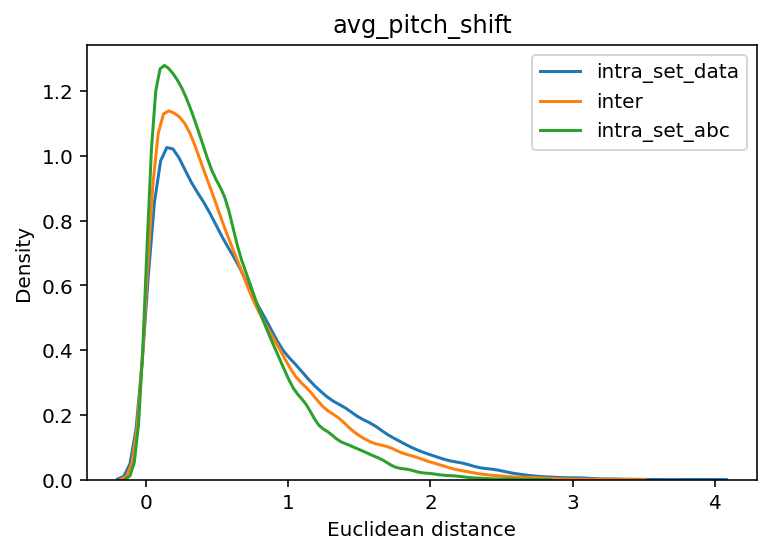 avg_pitch_shift
intra_set_data
inter
intra_set_abc
Density
1.2
1.0
0.8
0.6
0.4
0.2
0.0
0 1 2 3 4
Euclidean distance